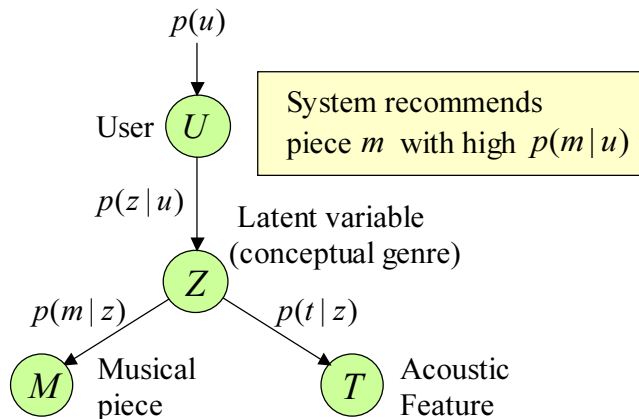 p(u)
System recommends
piece m with high p(m | u)
User U
p(z | u)
Latent variable
(conceptual genre)
Z
p(m | z) p(t | z)
M Musical
piece
T Acoustic
Feature